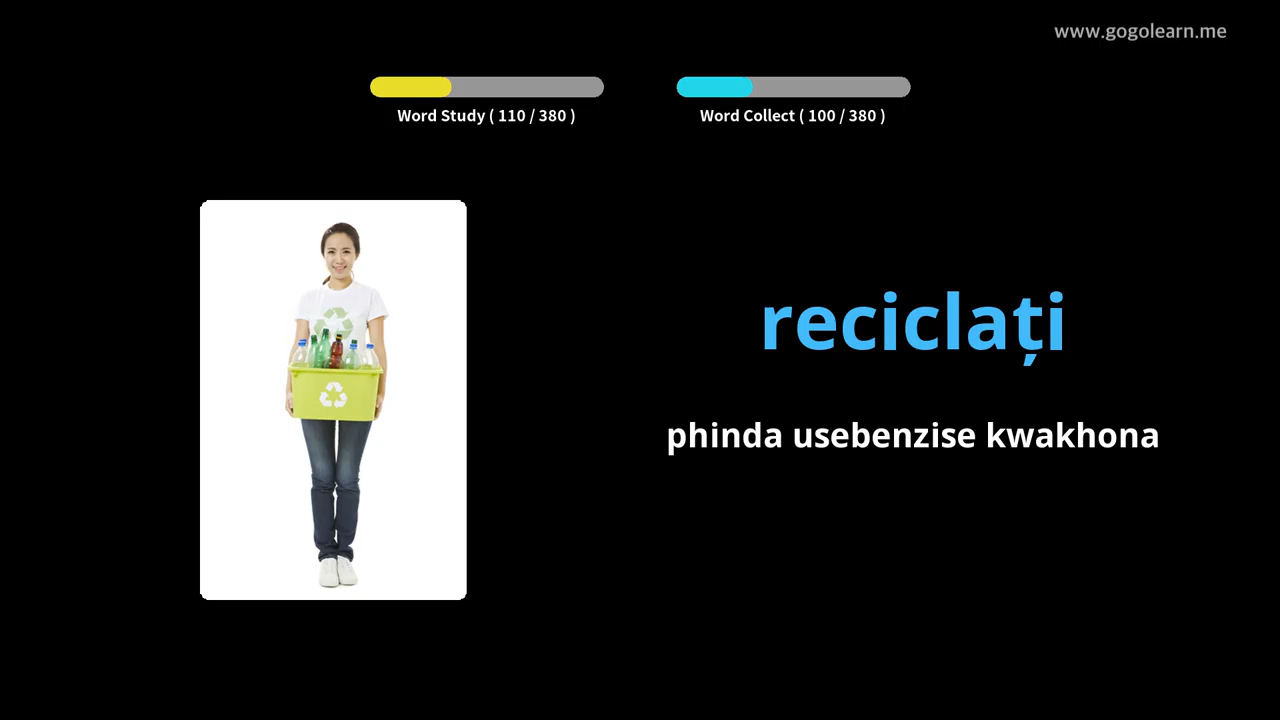 www.gogolearn.me
Word Study ( 110 / 380 )
Word Collect ( 100 / 380 )
reciclați
phinda usebenzise kwakhona